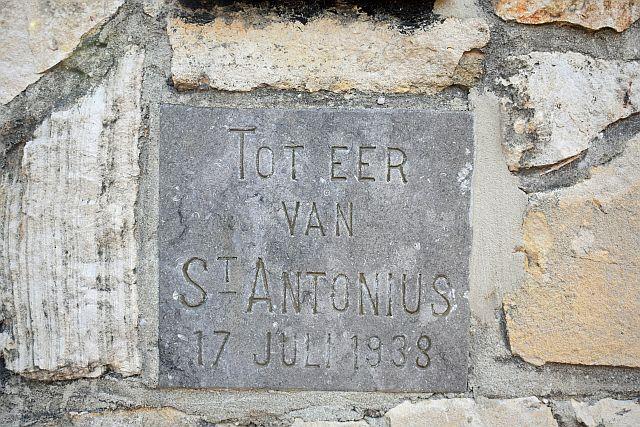 TOT EER
VAN
ST ANTONIUS
17 JULI 1938